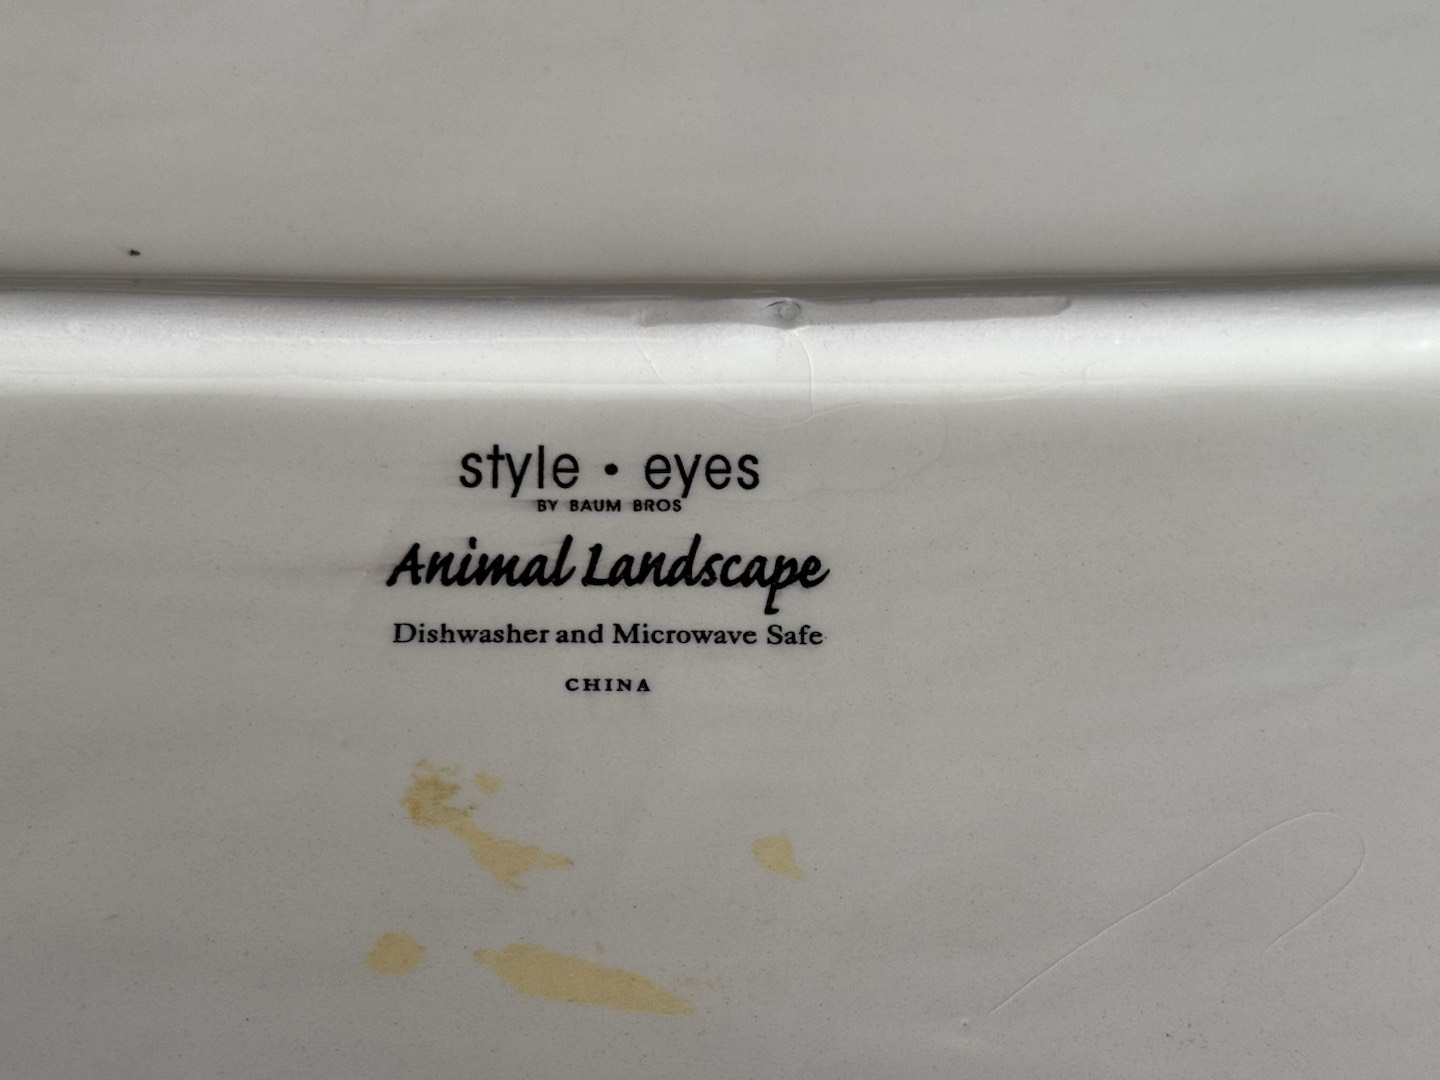 style • eyes
BY BAUM BROS
Animal Landscape
Dishwasher and Microwave Safe
CHINA